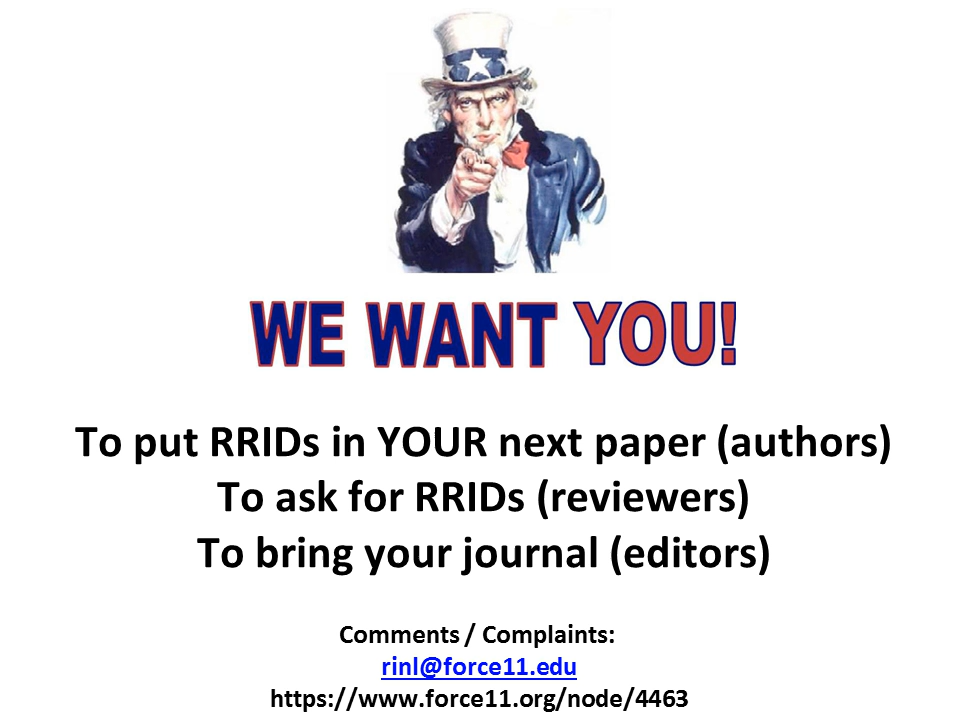 WE WANT YOU!
To put RRIDs in YOUR next paper (authors)
To ask for RRIDs (reviewers)
To bring your journal (editors)
Comments / Complaints:
rinl@force11.edu
https://www.force11.org/node/4463